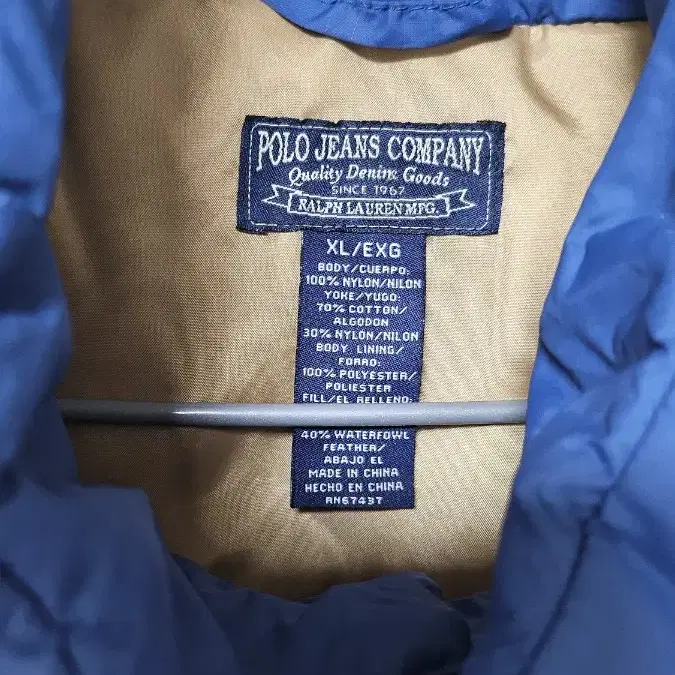 POLO JEANS COMPANY
Quality Denim Goods
SINCE 1967
RALPH LAUREN MFG.
XL/EXG
BODY/CUERPO:
100% NYLON/NILON
YOKE/YUGO:
70% COTTON/
ALGODON
30% NYLON/NILON
BODY LINING/
FORRO:
100% POLYESTER/
POLIESTER
FILL/EL RELLENO
40% WATERFOWL
FEATHER/
ABAJO EL
MADE IN CHINA
HECHO EN CHINA
RN67437